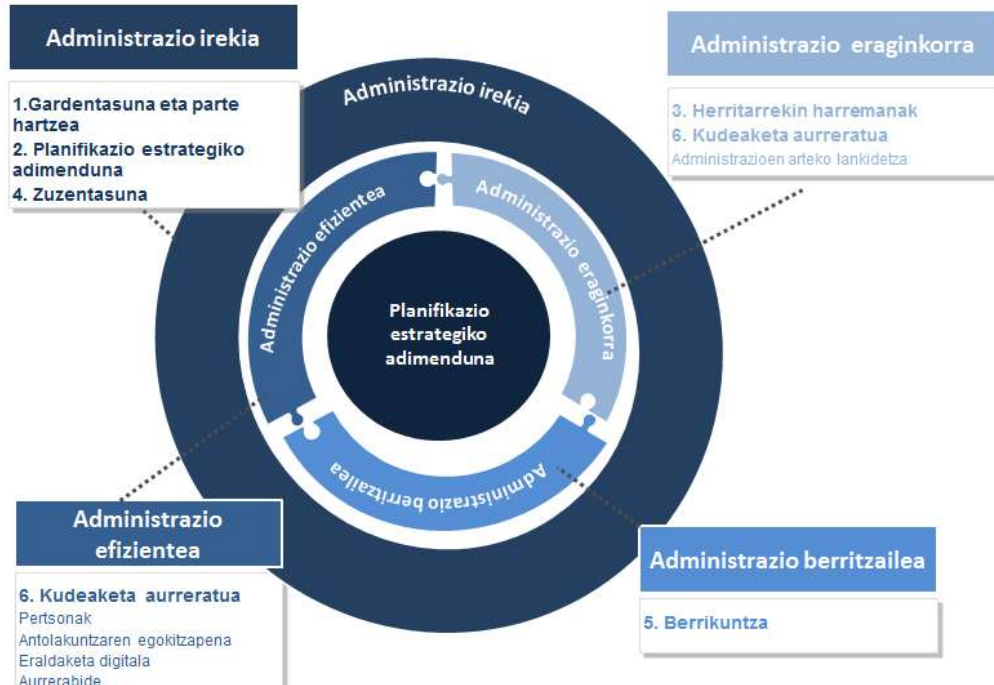 Administrazio irekia
1.Gardentasuna eta parte
hartzea
2. Planifikazio estrategiko
adimenduna
4. Zuzentasuna
Administrazio eraginkorra
3. Herritarrekin harremanak
6. Kudeaketa aurreratua
Administrazioen arteko lankidetza
Administrazio irekia
Administrazio efizientea
Administrazio eraginkorra
Planifikazio
estrategiko
adimenduna
Administrazio berritzailea
Administrazio
efizientea
6. Kudeaketa aurreratua
Pertsonak
Antolakuntzaren egokitzapena
Eraldaketa digitala
Aurrerabide
Administrazio berritzailea
5. Berrikuntza